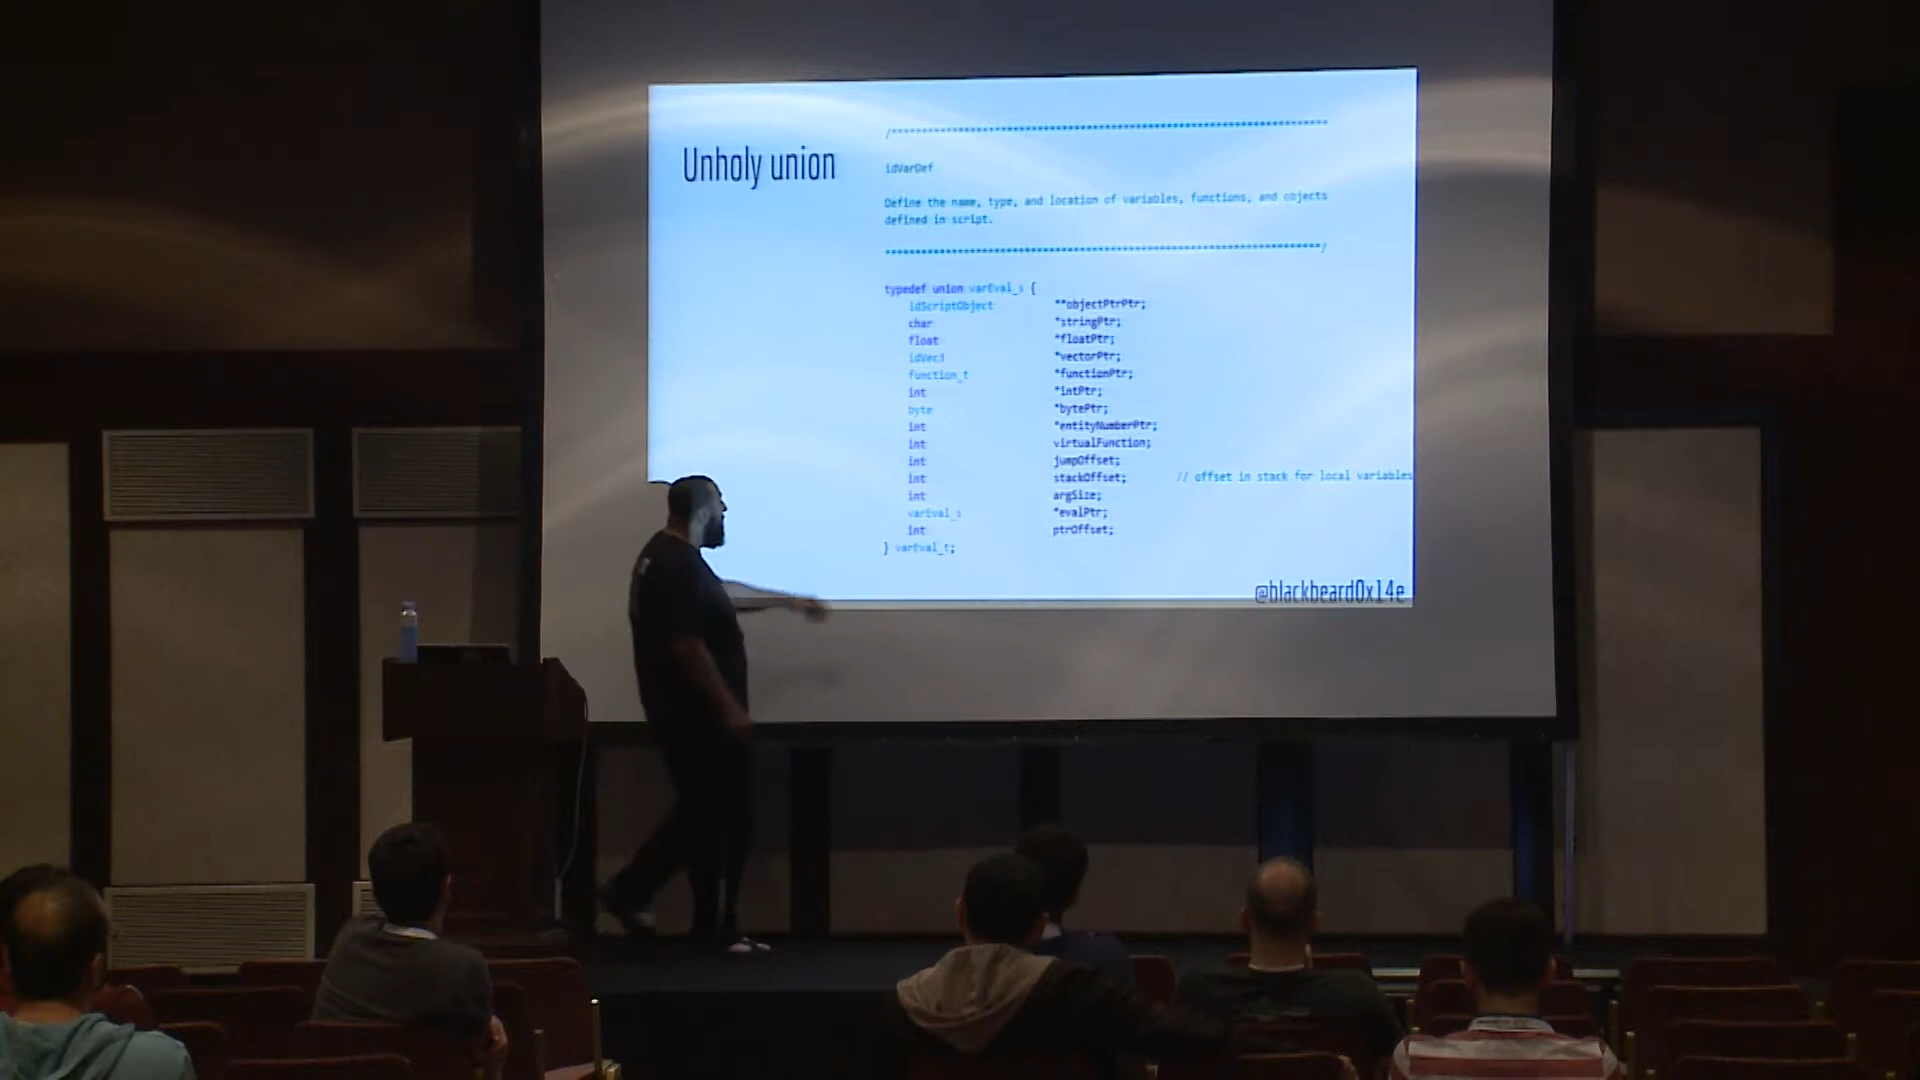 Unholy union
/*************************************************************************
idVarDef
Define the name, type, and location of variables, functions, and objects
defined in script.
*************************************************************************/
typedef union varEval_s {
idScriptObject **objectPtrPtr;
char *stringPtr;
float *floatPtr;
idVec3 *vectorPtr;
function_t *functionPtr;
int *intPtr;
byte *bytePtr;
int *entityNumberPtr;
int virtualFunction;
int jumpOffset;
int stackOffset; // offset in stack for local variables
int argSize;
varEval_s *evalPtr;
int ptrOffset;
} varEval_t;
@blackbeard0x14e